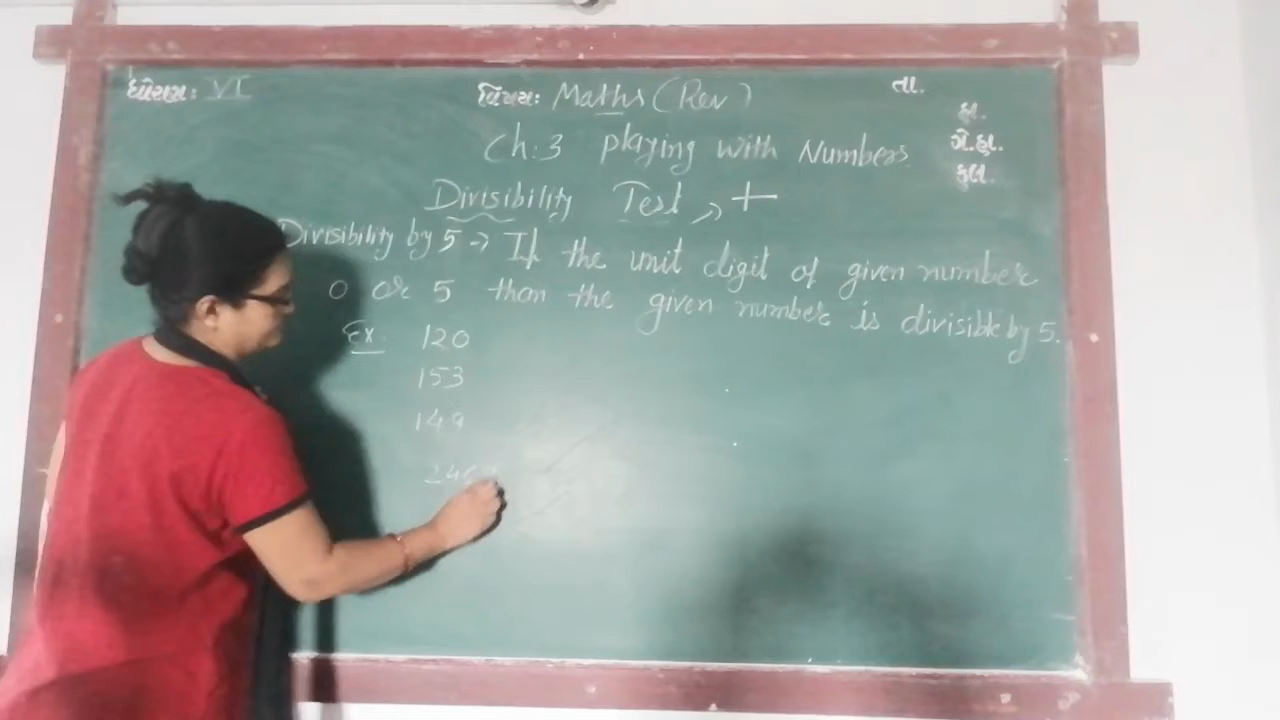 ધોરણ: VI વિષય: Maths (Rev) તા.
હા.
Ch:3 Playing with Numbers ગે.હા.
કુલ.
Divisibility Test →
Divisibility by 5 → If the unit digit of given number
0 or 5 than the given number is divisible by 5.
Ex. 120
153
149